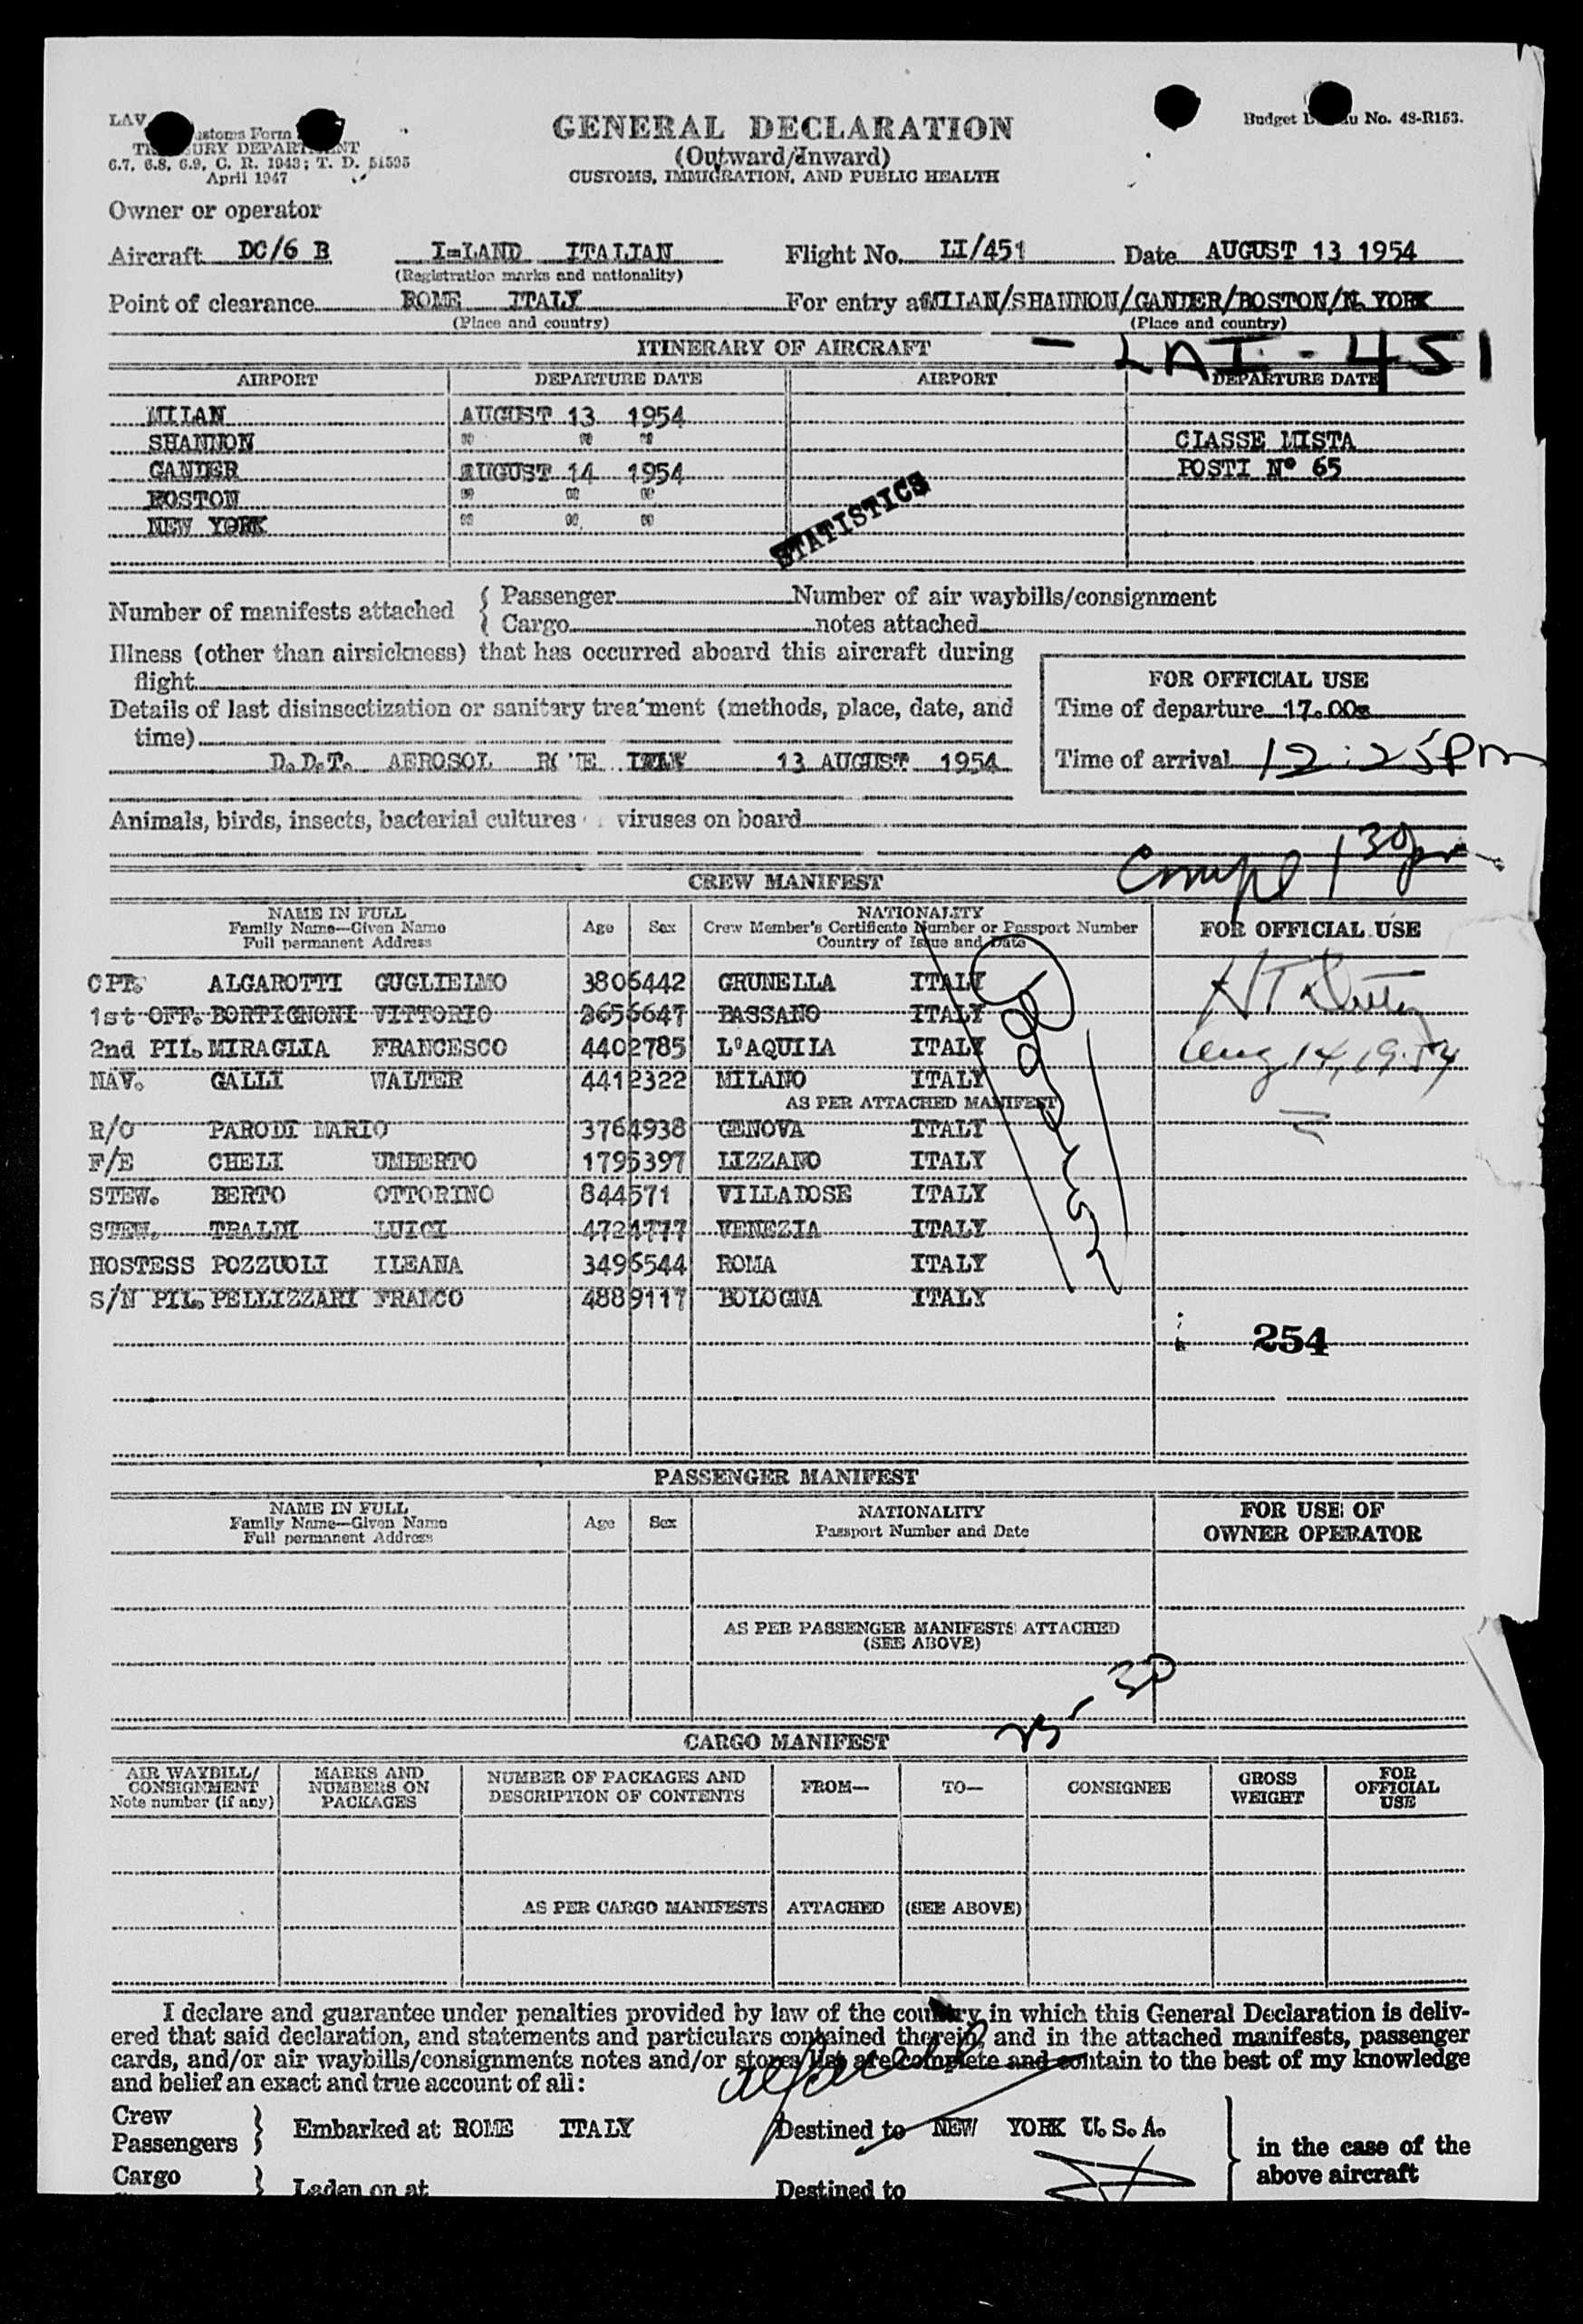 LAV
Customs Form
TREASURY DEPARTMENT
6.7, 6.8, 6.9, C. R. 1943; T. D. 51595
April 1947
GENERAL DECLARATION
(Outward/Inward)
CUSTOMS, IMMIGRATION, AND PUBLIC HEALTH
Budget Bureau No. 48-R153.
Owner or operator
Aircraft DC/6 B I-LAND ITALIAN Flight No. LI/451 Date AUGUST 13 1954
(Registration marks and nationality)
Point of clearance ROME ITALY For entry at MILAN/SHANNON/GANDER/BOSTON/N. YORK
(Place and country) (Place and country)
ITINERARY OF AIRCRAFT
- LAI - 451
AIRPORT DEPARTURE DATE AIRPORT DEPARTURE DATE
MILAN AUGUST 13 1954
SHANNON " " " CLASSE MISTA
GANDER AUGUST 14 1954 POSTI N° 65
BOSTON " " "
NEW YORK " " "
STATISTICS
Number of manifests attached { Passenger Number of air waybills/consignment
{ Cargo notes attached
Illness (other than airsickness) that has occurred aboard this aircraft during
flight
FOR OFFICIAL USE
Details of last disinsectization or sanitary treatment (methods, place, date, and
time)
Time of departure 17.00
D.D.T. AEROSOL ROME ITALY 13 AUGUST 1954
Time of arrival 12:25pm
Animals, birds, insects, bacterial cultures viruses on board
Compl 1 30pm
CREW MANIFEST
NAME IN FULL
Family Name—Given Name
Full permanent Address
Age Sex
NATIONALITY
Crew Member's Certificate Number or Passport Number
Country of Issue and Date
FOR OFFICIAL USE
CPT. ALGAROTTI GUGLIELMO 3806442 GRUNELLA ITALY
1st OFF. BORTIGNONI VITTORIO 3656647 BASSANO ITALY
2nd PIL. MIRAGLIA FRANCESCO 4402785 L'AQUILA ITALY
Aug 14, 1954
NAV. GALLI WALTER 4412322 MILANO ITALY
AS PER ATTACHED MANIFEST
R/O PARODI MARIO 3764938 GENOVA ITALY
F/E CHELI UMBERTO 1795397 LIZZANO ITALY
STEW. BERTO OTTORINO 844571 VILLADOSE ITALY
STEW. TBALDI LUIGI 4724777 VENEZIA ITALY
HOSTESS POZZUOLI ILEANA 3496544 ROMA ITALY
S/N PIL. PELLIZZARI FRANCO 4889117 BOLOGNA ITALY
254
PASSENGER MANIFEST
NAME IN FULL
Family Name—Given Name
Full permanent Address
Age Sex
NATIONALITY
Passport Number and Date
FOR USE OF
OWNER OPERATOR
AS PER PASSENGER MANIFESTS ATTACHED
(SEE ABOVE)
25-30
CARGO MANIFEST
AIR WAYBILL/
CONSIGNMENT
Note number (if any)
MARKS AND
NUMBERS ON
PACKAGES
NUMBER OF PACKAGES AND
DESCRIPTION OF CONTENTS
FROM—
TO—
CONSIGNEE
GROSS
WEIGHT
FOR
OFFICIAL
USE
AS PER CARGO MANIFESTS ATTACHED (SEE ABOVE)
I declare and guarantee under penalties provided by law of the country in which this General Declaration is deliv-
ered that said declaration, and statements and particulars contained therein, and in the attached manifests, passenger
cards, and/or air waybills/consignments notes and/or stores list are complete and contain to the best of my knowledge
and belief an exact and true account of all:
Crew
Passengers } Embarked at ROME ITALY Destined to NEW YORK U.S.A.
in the case of the
above aircraft
Cargo } Laden on at Destined to